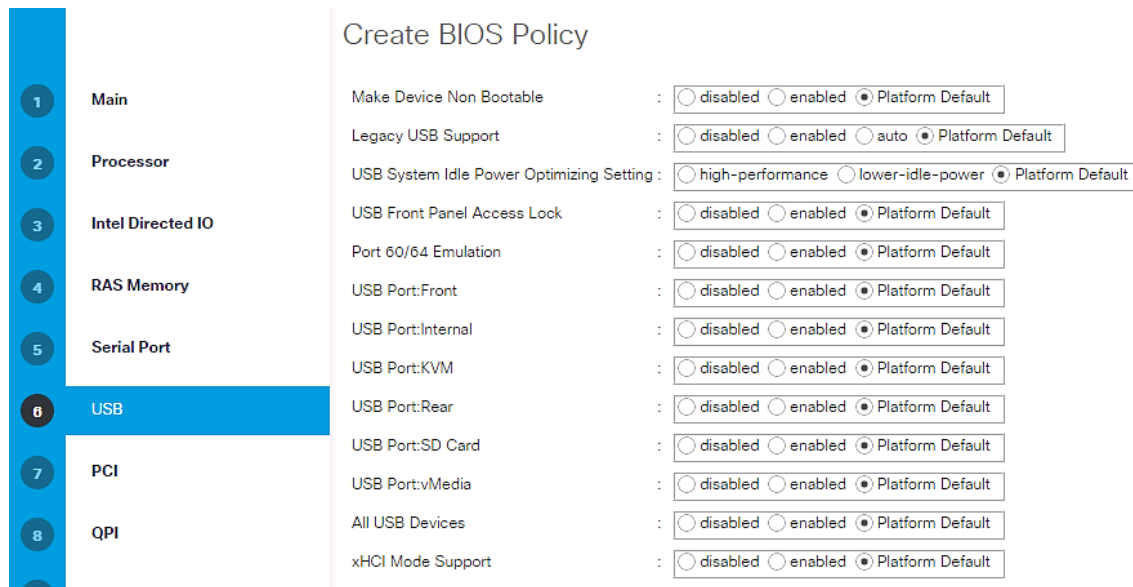 Create BIOS Policy
1 Main
2 Processor
3 Intel Directed IO
4 RAS Memory
5 Serial Port
6 USB
7 PCI
8 QPI
Make Device Non Bootable : disabled enabled Platform Default
Legacy USB Support : disabled enabled auto Platform Default
USB System Idle Power Optimizing Setting : high-performance lower-idle-power Platform Default
USB Front Panel Access Lock : disabled enabled Platform Default
Port 60/64 Emulation : disabled enabled Platform Default
USB Port:Front : disabled enabled Platform Default
USB Port:Internal : disabled enabled Platform Default
USB Port:KVM : disabled enabled Platform Default
USB Port:Rear : disabled enabled Platform Default
USB Port:SD Card : disabled enabled Platform Default
USB Port:vMedia : disabled enabled Platform Default
All USB Devices : disabled enabled Platform Default
xHCI Mode Support : disabled enabled Platform Default